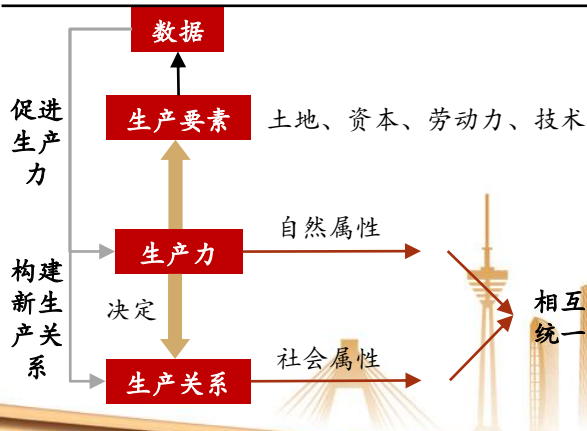 数据
促进
生产
力
生产要素
土地、资本、劳动力、技术
自然属性
生产力
构建
新生
产关
系
决定
相互
统一
社会属性
生产关系